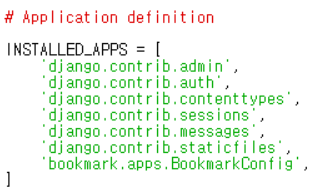 # Application definition
INSTALLED_APPS = [
    'django.contrib.admin',
    'django.contrib.auth',
    'django.contrib.contenttypes',
    'django.contrib.sessions',
    'django.contrib.messages',
    'django.contrib.staticfiles',
    'bookmark.apps.BookmarkConfig',
]